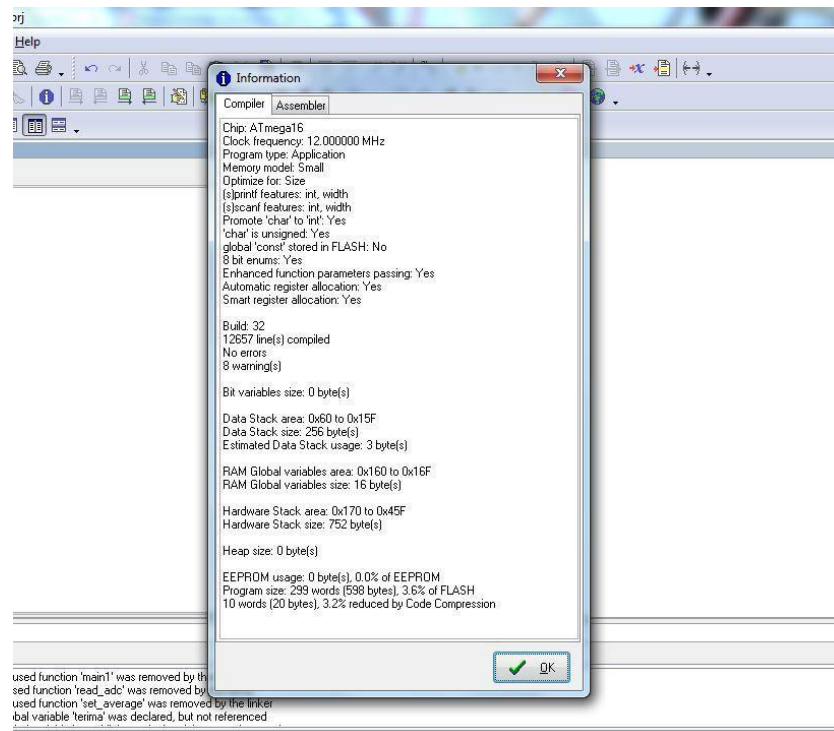 prj
Help
Information
Compiler Assembler
Chip: ATmega16
Clock frequency: 12.000000 MHz
Program type: Application
Memory model: Small
Optimize for: Size
(s)printf features: int, width
(s)scanf features: int, width
Promote 'char' to 'int': Yes
'char' is unsigned: Yes
global 'const' stored in FLASH: No
8 bit enums: Yes
Enhanced function parameters passing: Yes
Automatic register allocation: Yes
Smart register allocation: Yes
Build: 32
12657 line(s) compiled
No errors
8 warning(s)
Bit variables size: 0 byte(s)
Data Stack area: 0x60 to 0x15F
Data Stack size: 256 byte(s)
Estimated Data Stack usage: 3 byte(s)
RAM Global variables area: 0x160 to 0x16F
RAM Global variables size: 16 byte(s)
Hardware Stack area: 0x170 to 0x45F
Hardware Stack size: 752 byte(s)
Heap size: 0 byte(s)
EEPROM usage: 0 byte(s), 0.0% of EEPROM
Program size: 299 words (598 bytes), 3.6% of FLASH
10 words (20 bytes), 3.2% reduced by Code Compression
OK
used function 'main1' was removed by th
sed function 'read_adc' was removed by
used function 'set_average' was removed by the linker
bal variable 'terima' was declared, but not referenced